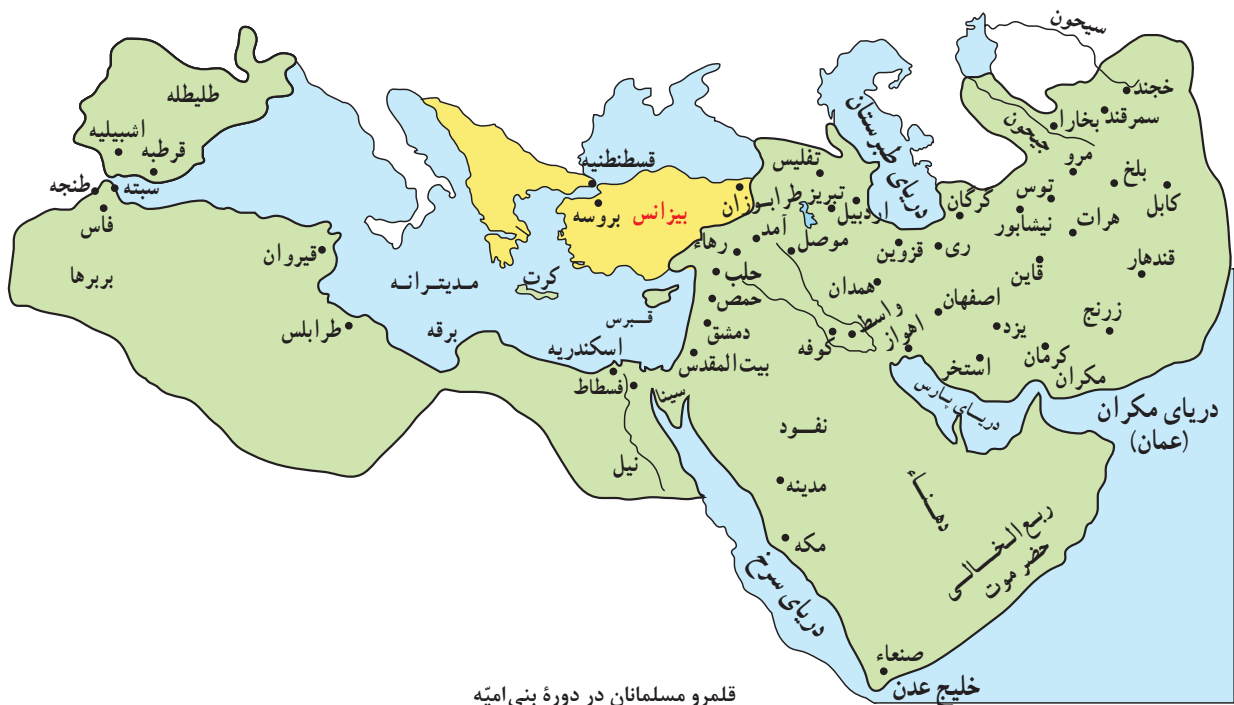 سیحون
خجند
سمرقند
بخارا
جیحون
مرو
بلخ
کابل
توس
نیشابور
هرات
گرگان
دریای طبرستان
تفلیس
تبریز
اردبیل
طرابوزان
قسطنطنیه
بروسه
بیزانس
طلیطله
اشبیلیه
قرطبه
سبته
طنجه
فاس
بربرها
قیروان
طرابلس
مدیترانه
برقه
کرت
قبرس
اسکندریه
فسطاط
سینا
نیل
آمد
رهاء
موصل
حلب
حمص
دمشق
بیت‌المقدس
قزوین
ری
همدان
واسط
کوفه
اهواز
اصفهان
قاین
قندهار
یزد
زرنج
کرمان
استخر
مکران
دریای پارس
دریای مکران
(عمان)
نفود
مدینه
مکه
دهناء
ربع الخالی
حضر موت
دریای سرخ
صنعاء
خلیج عدن
قلمرو مسلمانان در دورهٔ بنی‌امیّه